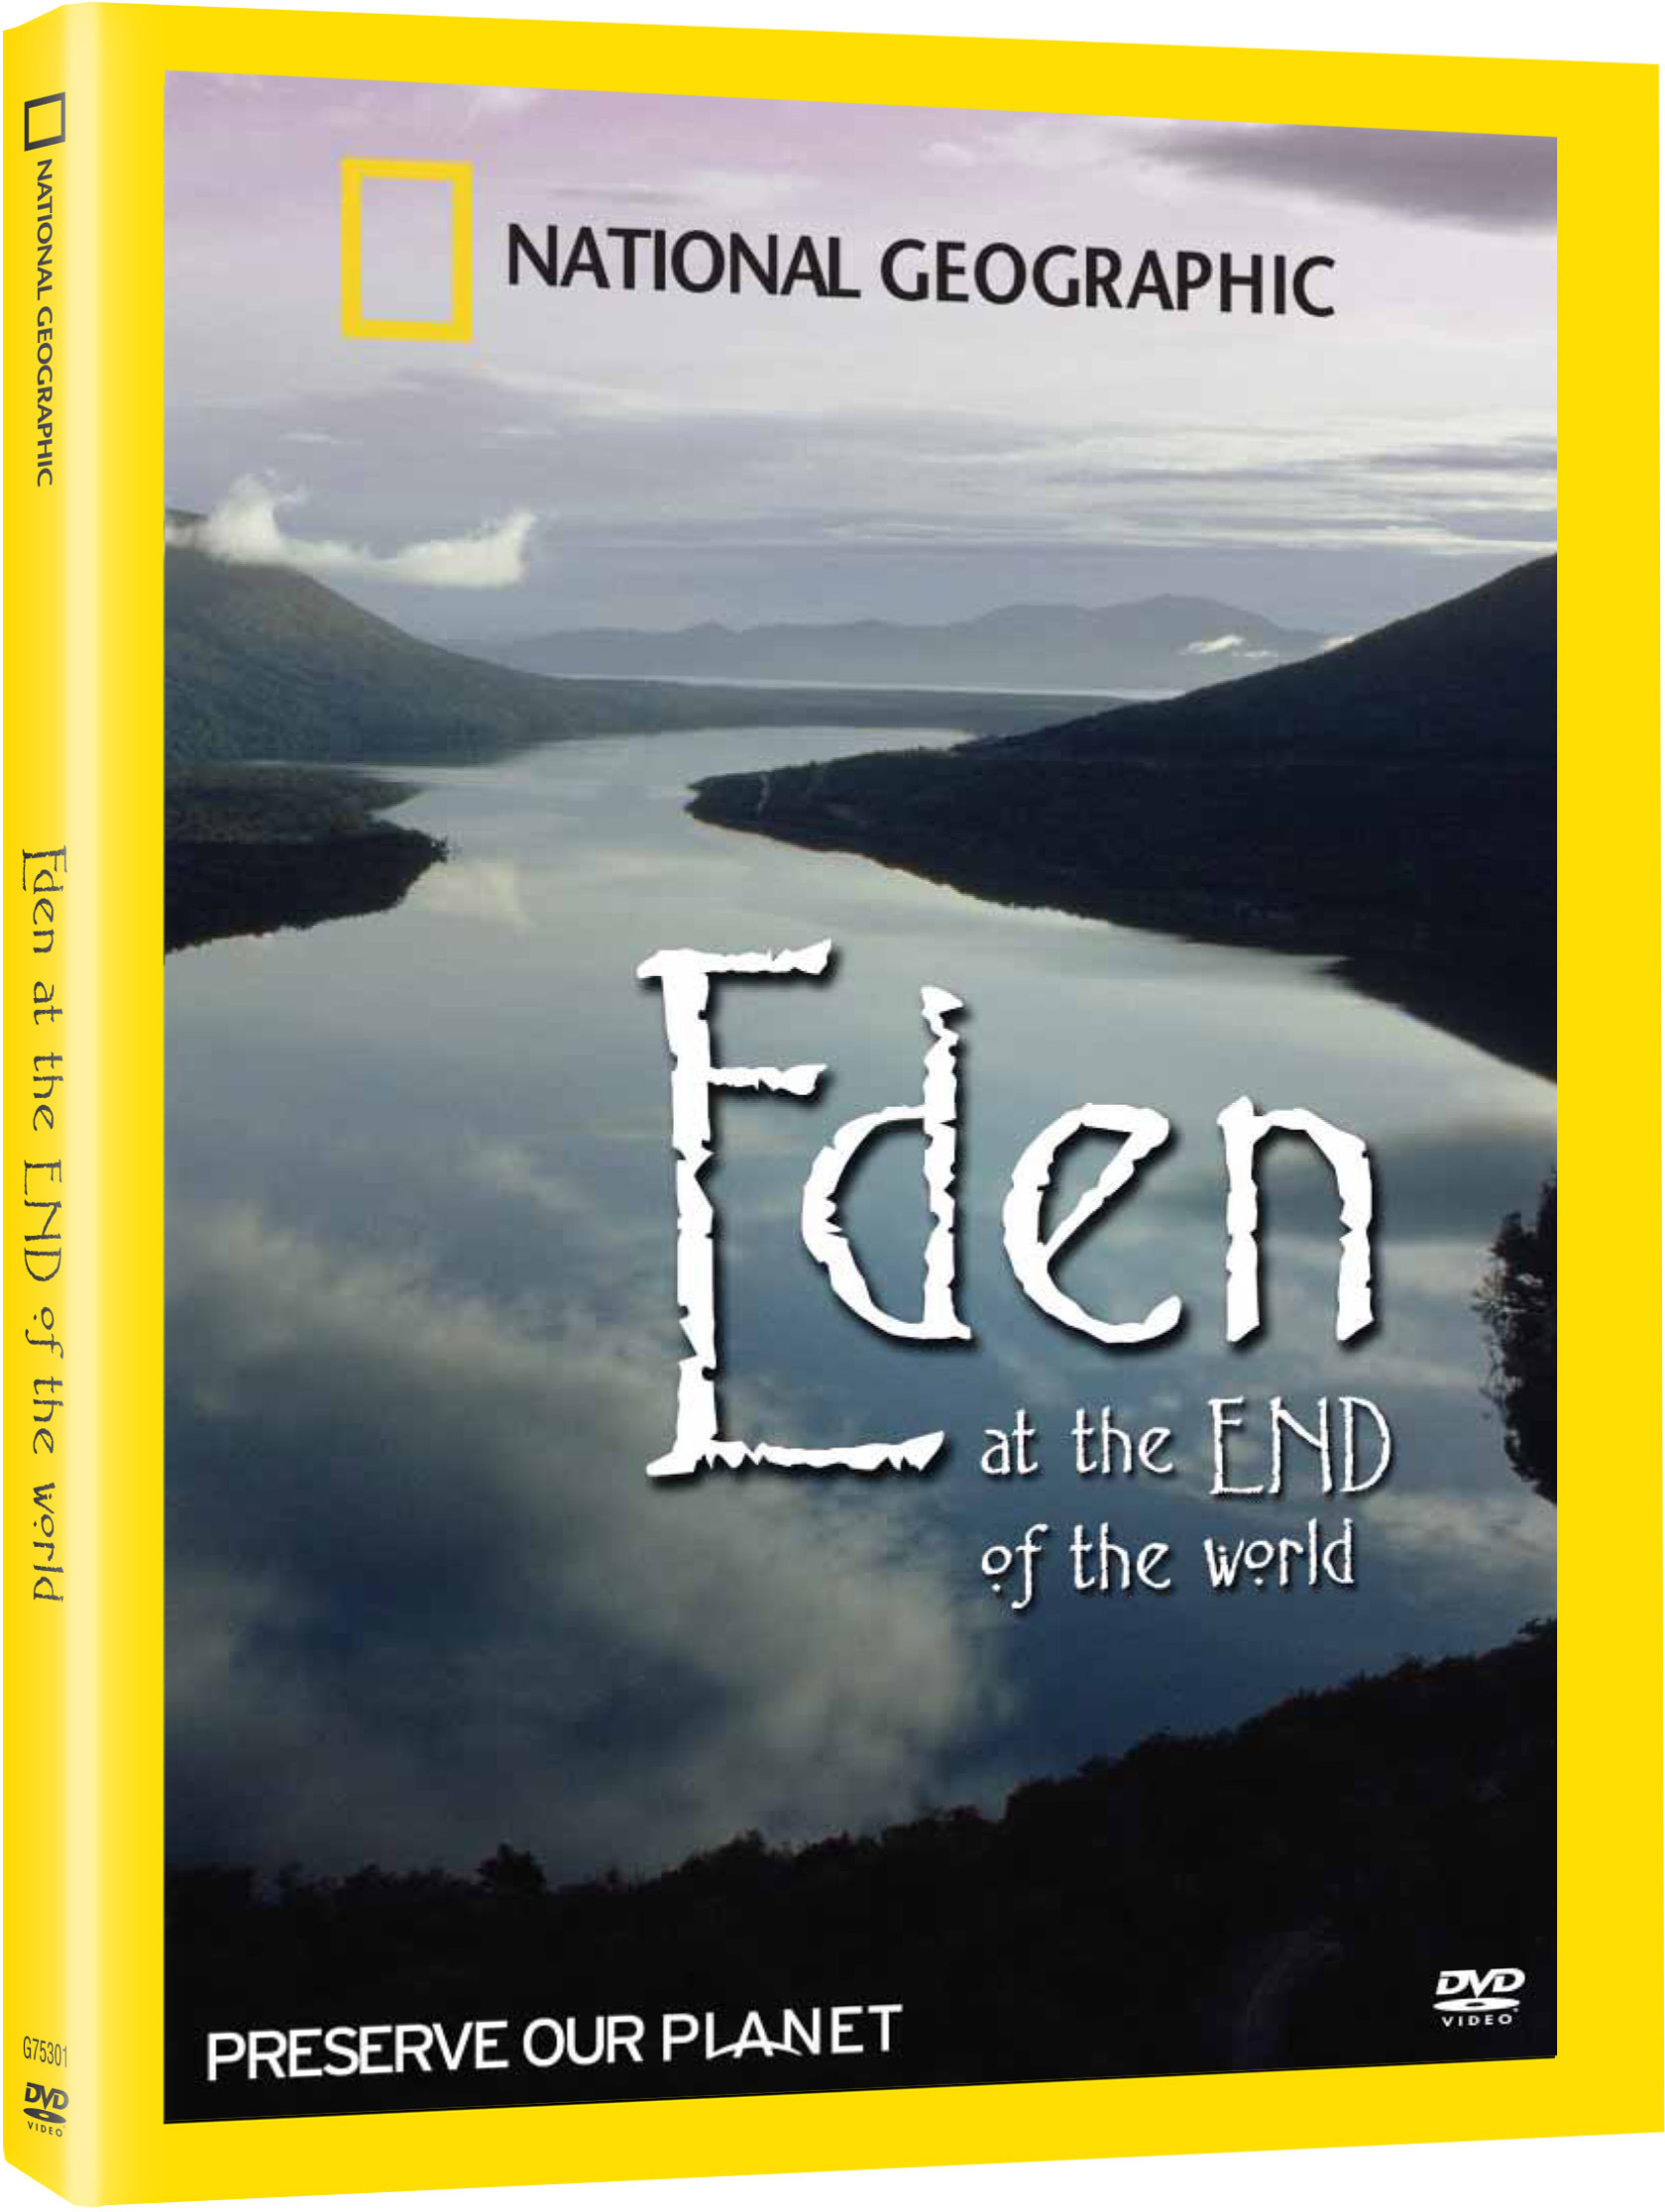 NATIONAL GEOGRAPHIC
Eden
at the END
of the world
PRESERVE OUR PLANET
DVD
VIDEO
NATIONAL GEOGRAPHIC
Eden at the END of the world
G75301
DVD
VIDEO